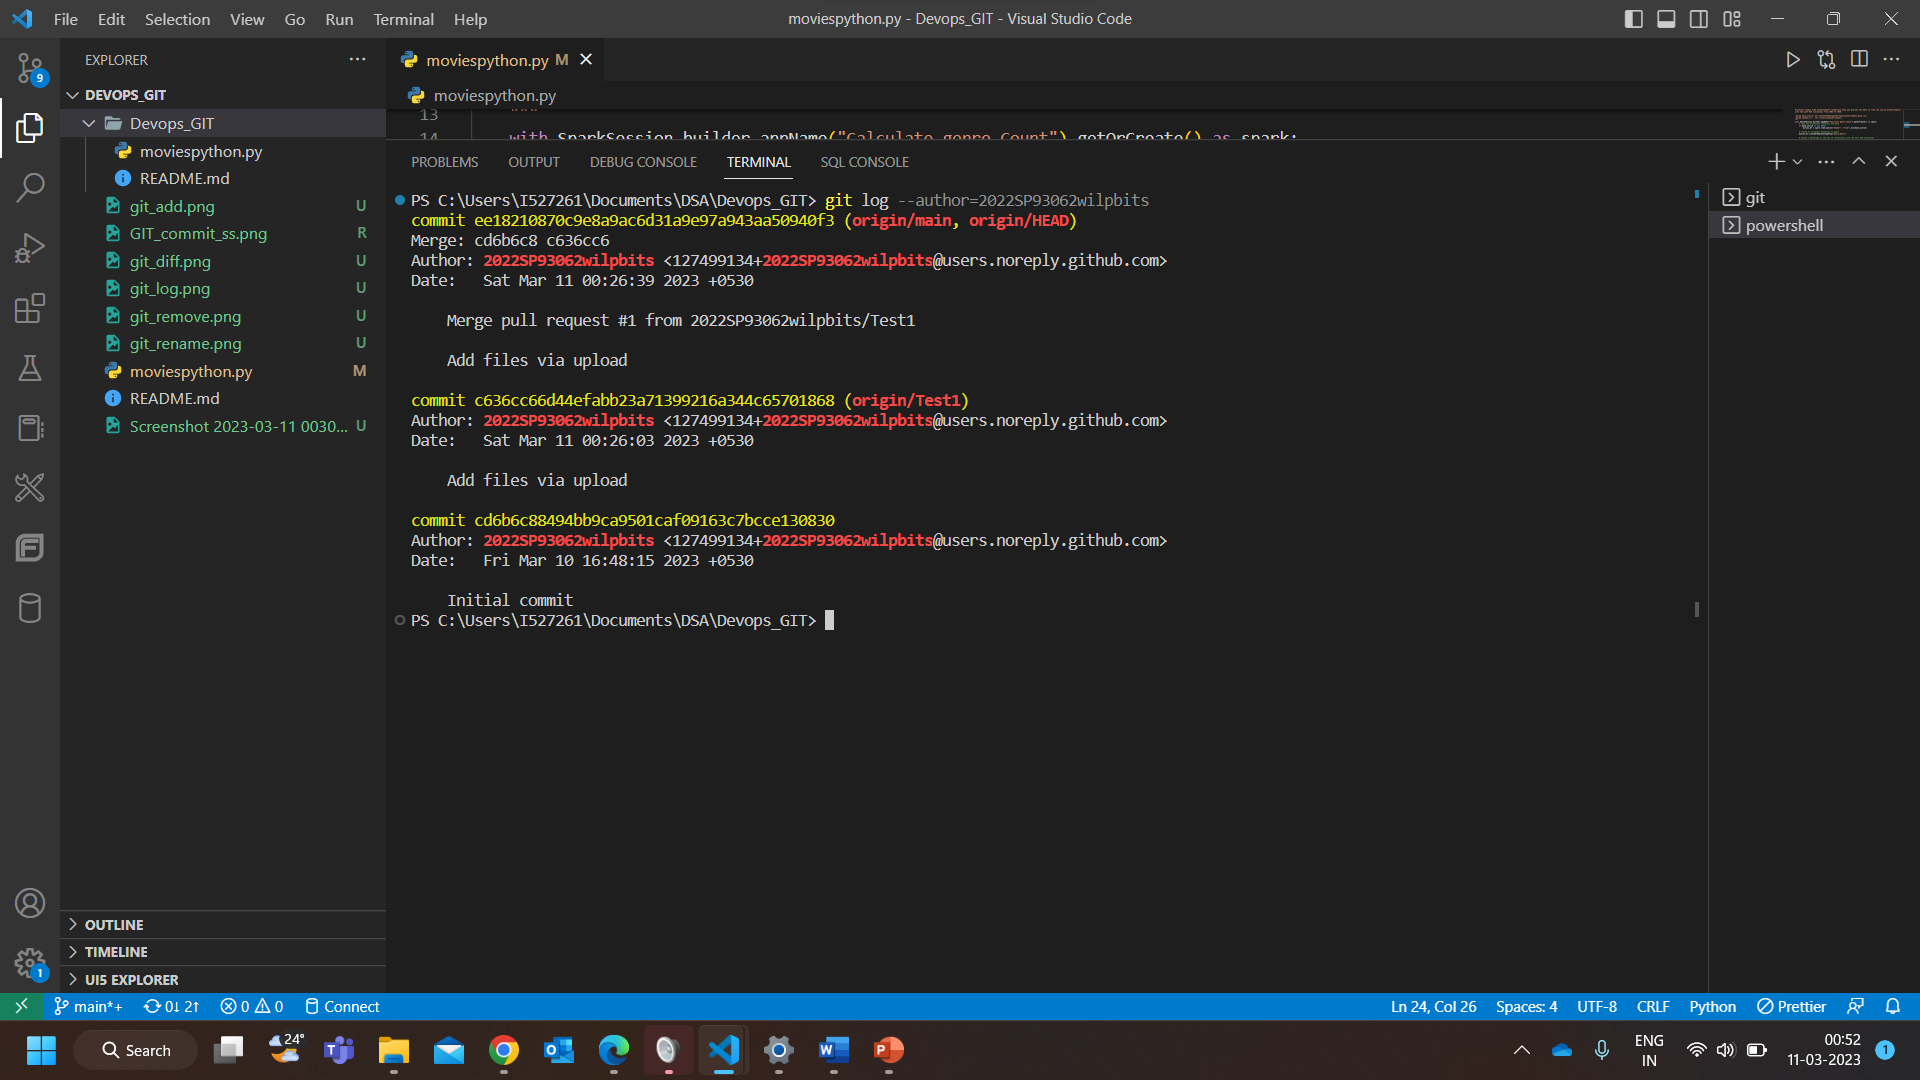 File Edit Selection View Go Run Terminal Help
moviespython.py - Devops_GIT - Visual Studio Code
9
EXPLORER
DEVOPS_GIT
Devops_GIT
moviespython.py
README.md
git_add.png U
GIT_commit_ss.png R
git_diff.png U
git_log.png U
git_remove.png U
git_rename.png U
moviespython.py M
README.md
Screenshot 2023-03-11 0030... U
OUTLINE
TIMELINE
UI5 EXPLORER
1
moviespython.py M
moviespython.py
13 """
14 with SparkSession.builder.appName("Calculate genre Count").getOrCreate() as spark:
PROBLEMS OUTPUT DEBUG CONSOLE TERMINAL SQL CONSOLE
PS C:\Users\I527261\Documents\DSA\Devops_GIT> git log --author=2022SP93062wilpbits
commit ee18210870c9e8a9ac6d31a9e97a943aa50940f3 (origin/main, origin/HEAD)
Merge: cd6b6c8 c636cc6
Author: 2022SP93062wilpbits <127499134+2022SP93062wilpbits@users.noreply.github.com>
Date:   Sat Mar 11 00:26:39 2023 +0530
Merge pull request #1 from 2022SP93062wilpbits/Test1
Add files via upload
commit c636cc66d44efabb23a71399216a344c65701868 (origin/Test1)
Author: 2022SP93062wilpbits <127499134+2022SP93062wilpbits@users.noreply.github.com>
Date:   Sat Mar 11 00:26:03 2023 +0530
Add files via upload
commit cd6b6c88494bb9ca9501caf09163c7bcce130830
Author: 2022SP93062wilpbits <127499134+2022SP93062wilpbits@users.noreply.github.com>
Date:   Fri Mar 10 16:48:15 2023 +0530
Initial commit
PS C:\Users\I527261\Documents\DSA\Devops_GIT>
git
powershell
main*+ 0↓ 2↑ 0 0 Connect
Ln 24, Col 26 Spaces: 4 UTF-8 CRLF Python Prettier
Search
24°
ENG
IN
00:52
11-03-2023
1